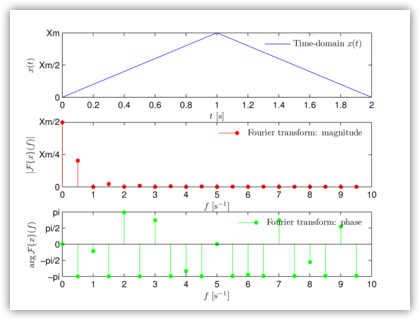 Xm
Xm/2
0
x(t)
Time-domain x(t)
0 0.2 0.4 0.6 0.8 1 1.2 1.4 1.6 1.8 2
t [s]
Xm/2
Xm/4
0
|F{x}(f)|
Fourier transform: magnitude
0 1 2 3 4 5 6 7 8 9 10
f [s⁻¹]
pi
pi/2
0
−pi/2
−pi
arg F{x}(f)
Fourier transform: phase
0 1 2 3 4 5 6 7 8 9 10
f [s⁻¹]